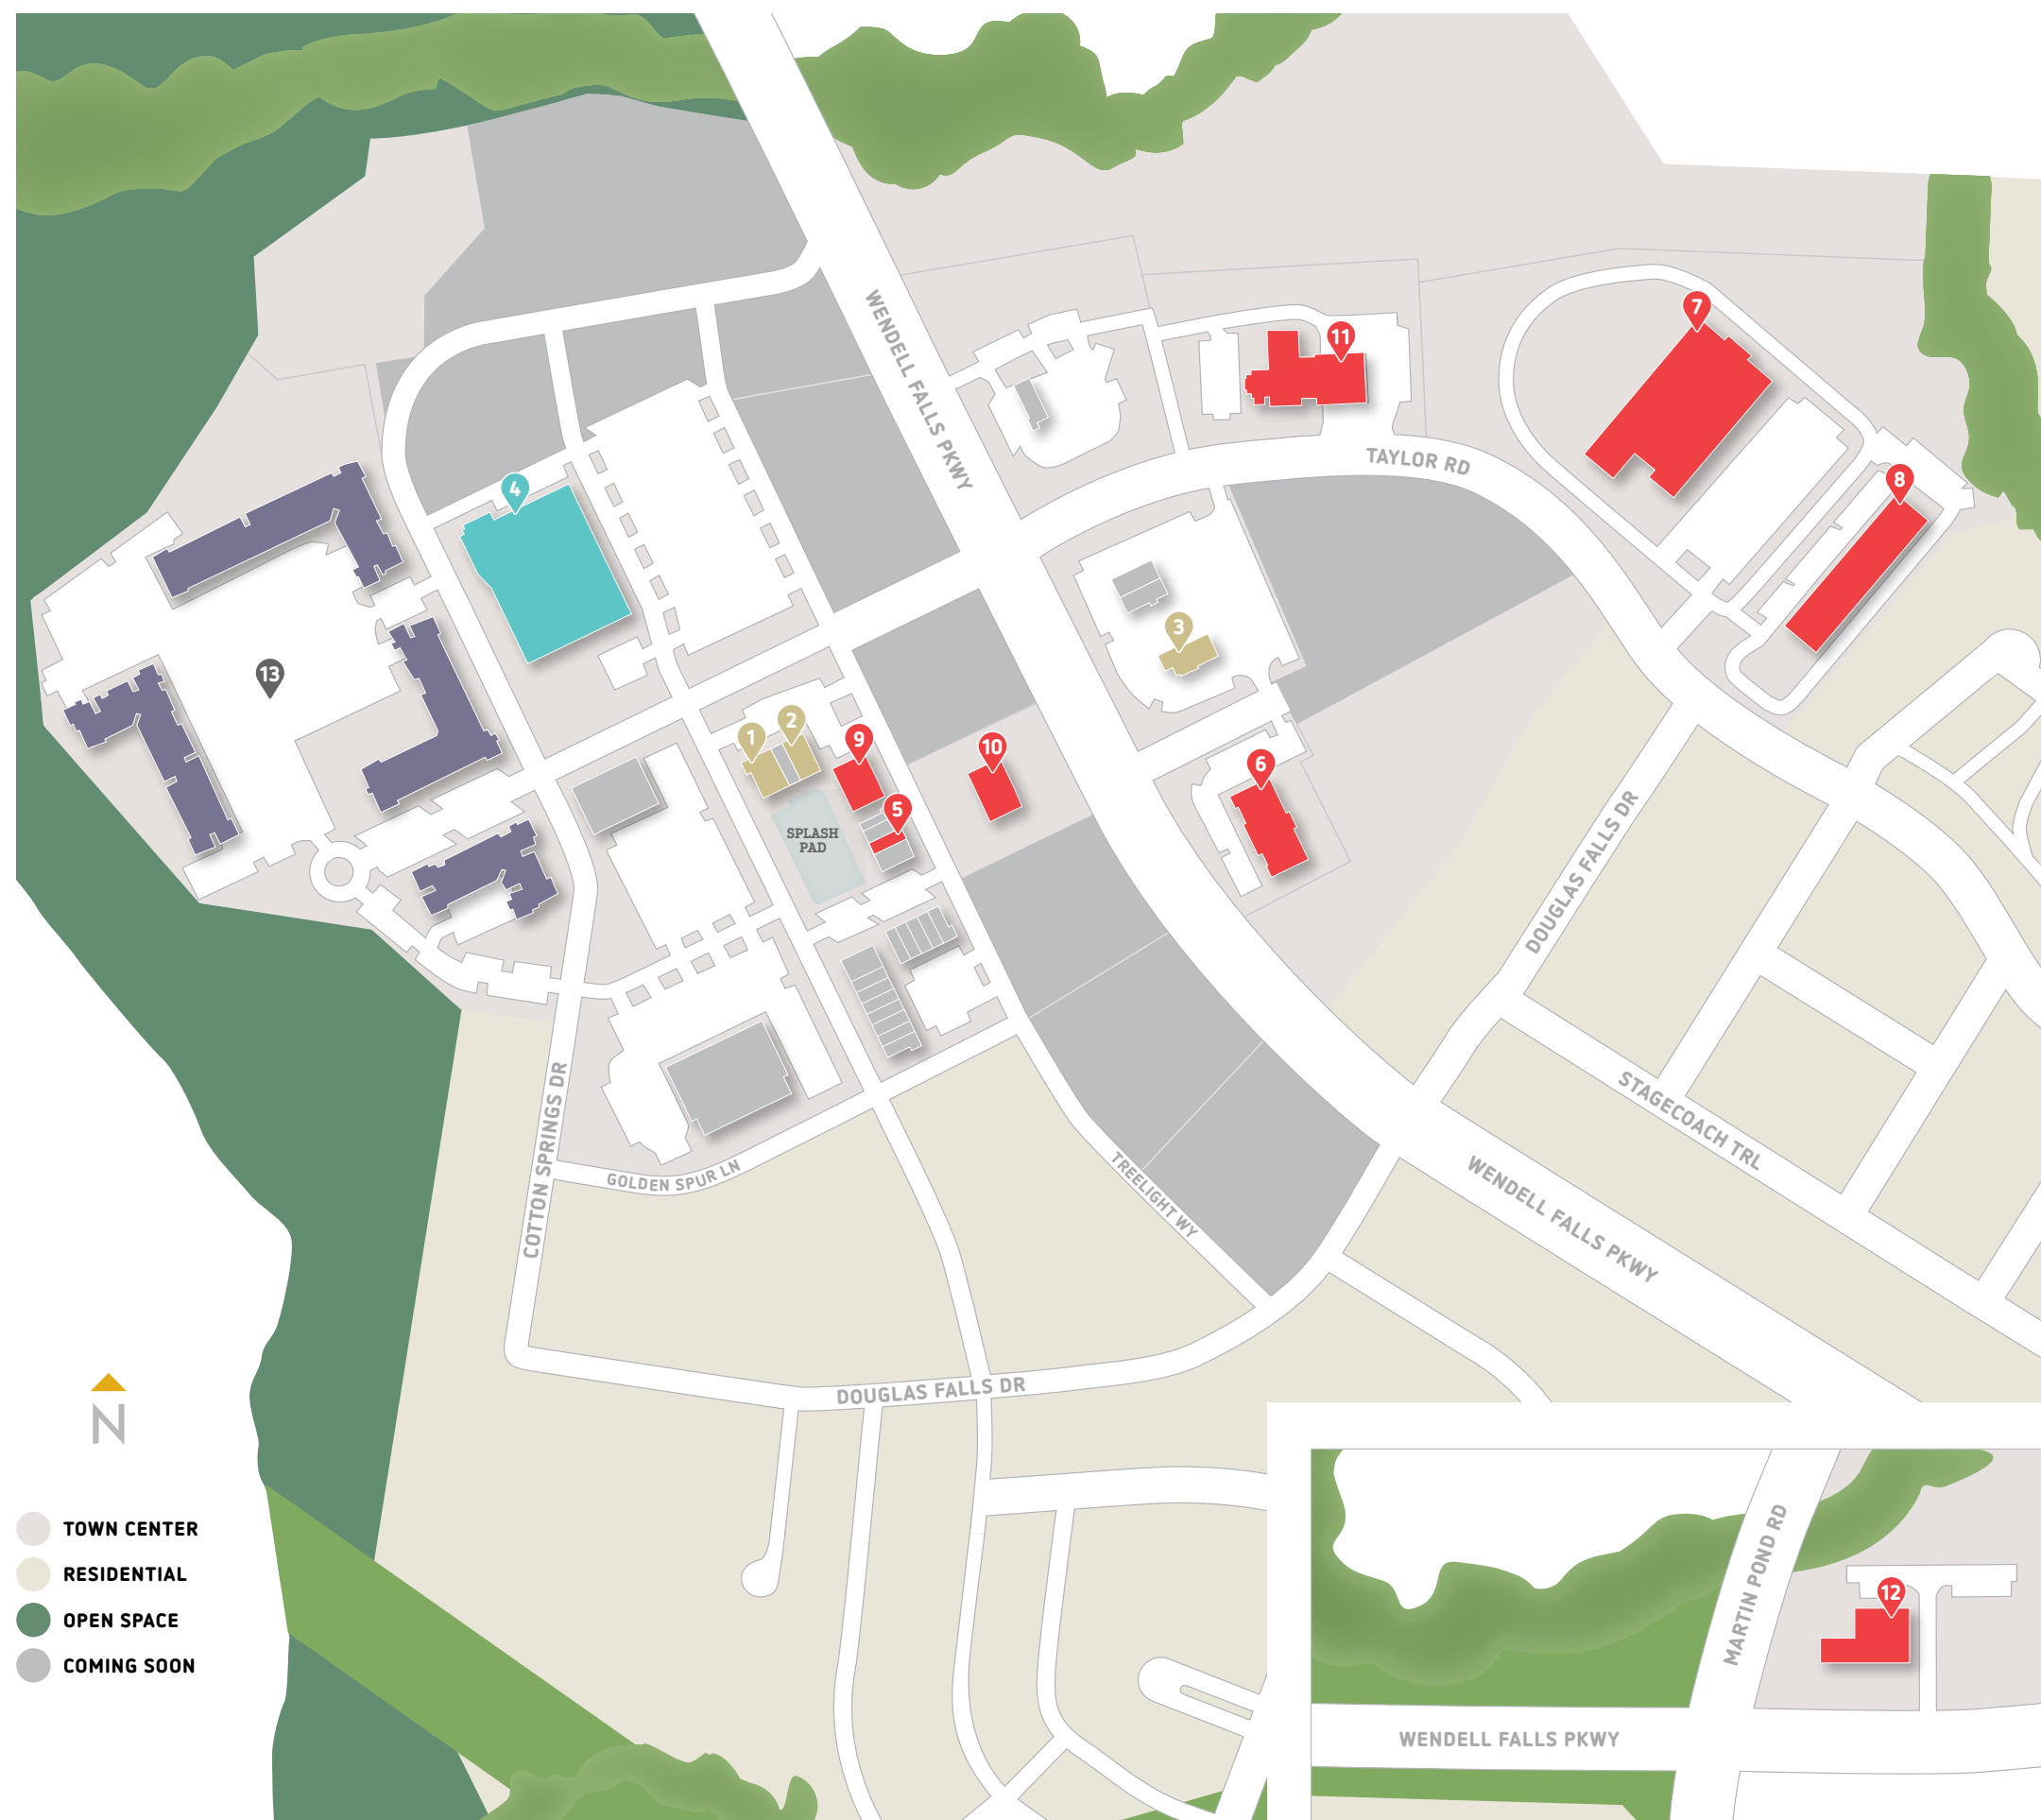 WENDELL FALLS PKWY
11
7
TAYLOR RD
8
4
3
13
1
2
9
10
6
5
SPLASH
PAD
DOUGLAS FALLS DR
STAGECOACH TRL
COTTON SPRINGS DR
GOLDEN SPUR LN
TREELIGHT WY
WENDELL FALLS PKWY
DOUGLAS FALLS DR
N
TOWN CENTER
RESIDENTIAL
OPEN SPACE
COMING SOON
MARTIN POND RD
12
WENDELL FALLS PKWY